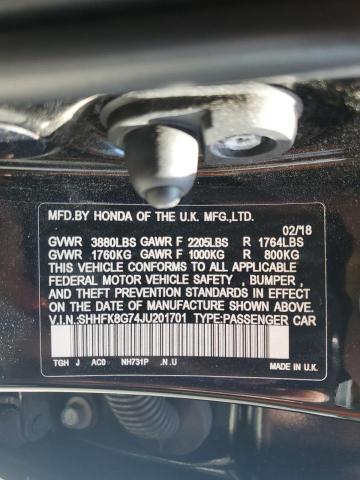 MFD.BY HONDA OF THE U.K. MFG.,LTD.
02/18
GVWR 3880LBS GAWR F 2205LBS R 1764LBS
GVWR 1760KG GAWR F 1000KG R 800KG
THIS VEHICLE CONFORMS TO ALL APPLICABLE
FEDERAL MOTOR VEHICLE SAFETY , BUMPER ,
AND THEFT PREVENTION STANDARDS IN EFFECT
ON THE DATE OF MANUFACTURE SHOWN ABOVE.
V.I.N.:SHHFK8G74JU201701 TYPE:PASSENGER CAR
TGH J AC0 NH731P .N.U
MADE IN U.K.